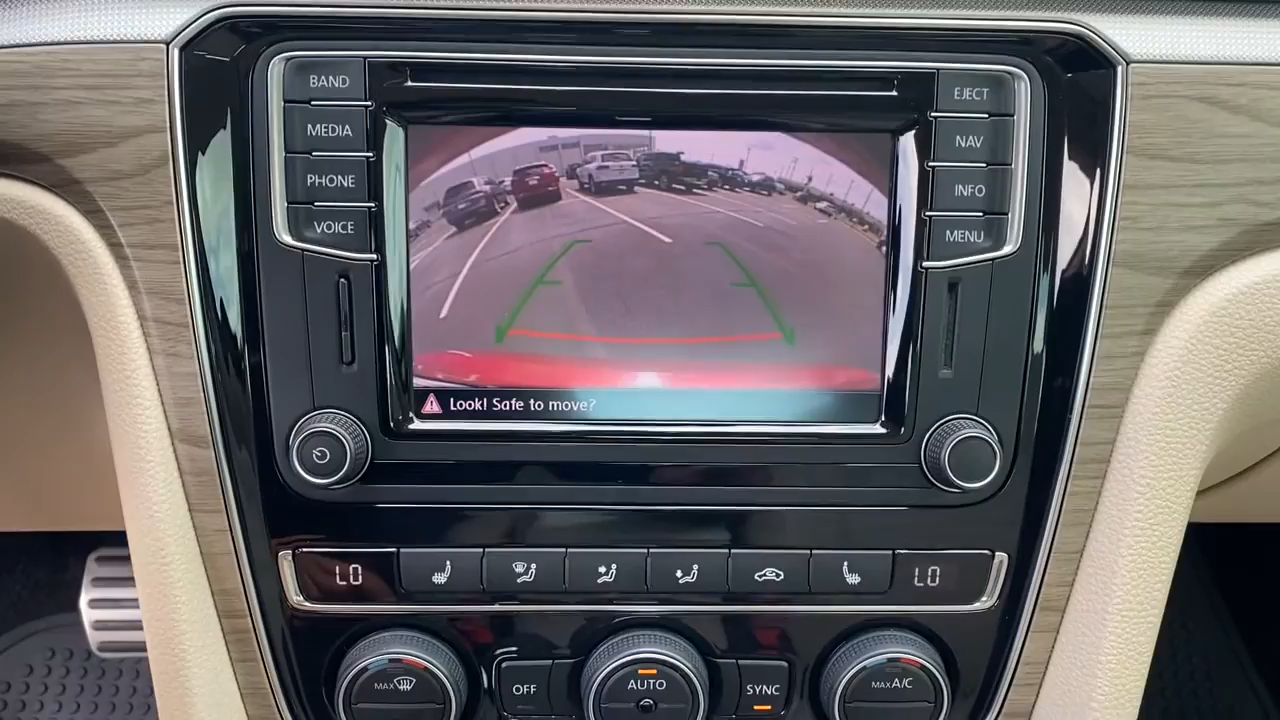 BAND
MEDIA
PHONE
VOICE
EJECT
NAV
INFO
MENU
Look! Safe to move?
LO
LO
MAX
OFF
AUTO
SYNC
MAX A/C